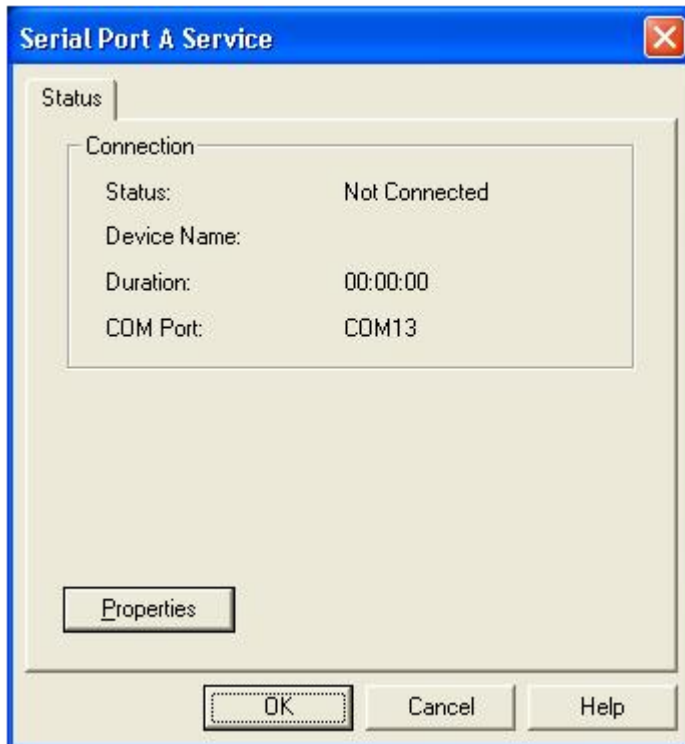 Serial Port A Service
Status
Connection
Status: Not Connected
Device Name:
Duration: 00:00:00
COM Port: COM13
Properties
OK Cancel Help